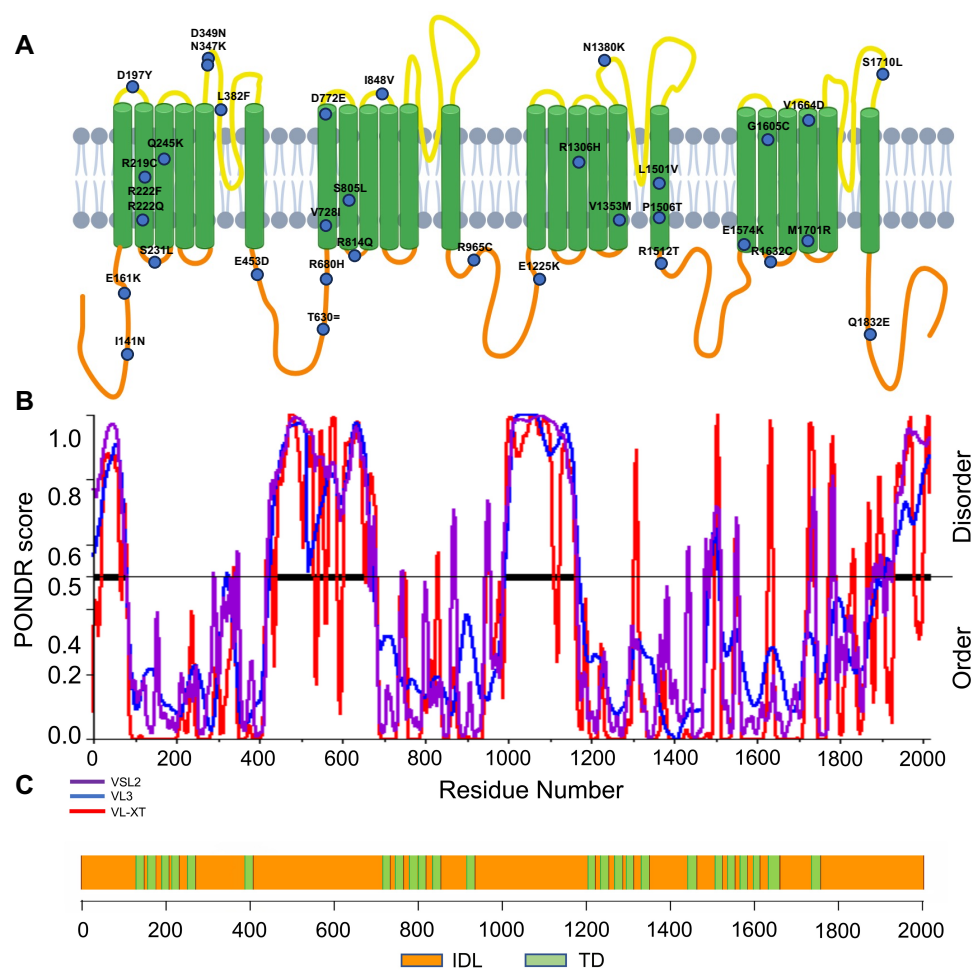 A
D349N
N347K
D197Y
L382F
Q245K
R219C
R222F
R222Q
S231L
E161K
I141N
E453D
I848V
D772E
S805L
V728I
R814Q
R680H
T630=
R965C
N1380K
R1306H
L1501V
V1353M
P1506T
R1512T
E1225K
S1710L
V1664D
G1605C
E1574K
M1701R
R1632C
Q1832E
B
PONDR score
1.0
0.8
0.6
0.5
0.4
0.2
0.0
Disorder
Order
0 200 400 600 800 1000 1200 1400 1600 1800 2000
Residue Number
C
VSL2
VL3
VL-XT
0 200 400 600 800 1000 1200 1400 1600 1800 2000
IDL TD